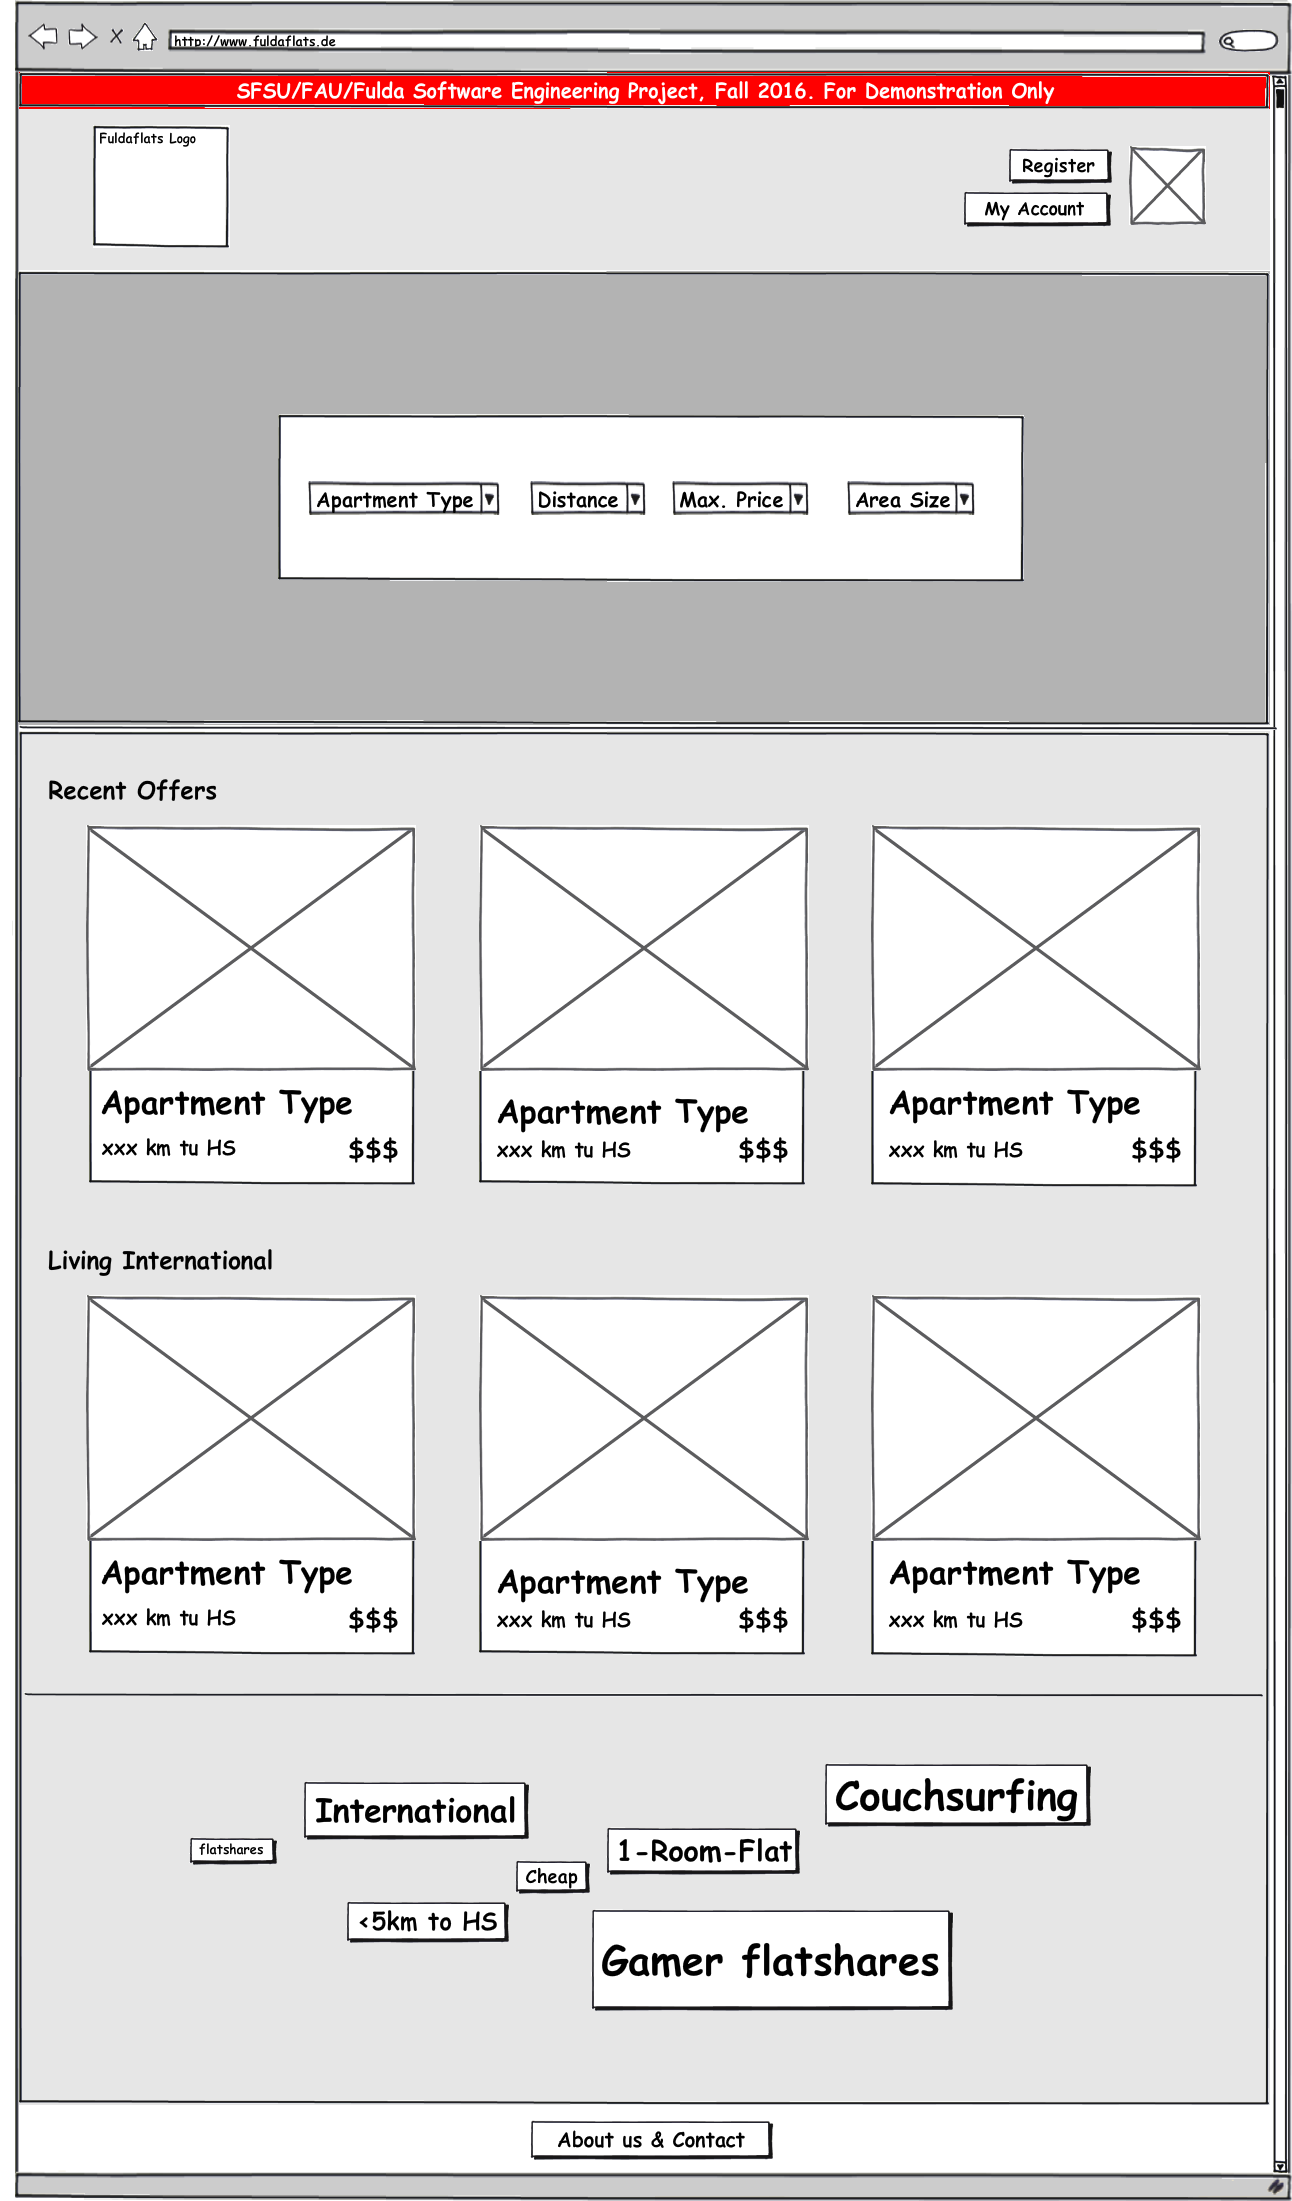 http://www.fuldaflats.de
SFSU/FAU/Fulda Software Engineering Project, Fall 2016. For Demonstration Only
Fuldaflats Logo
Register
My Account
Apartment Type
Distance
Max. Price
Area Size
Recent Offers
Apartment Type
xxx km tu HS
$$$
Apartment Type
xxx km tu HS
$$$
Apartment Type
xxx km tu HS
$$$
Living International
Apartment Type
xxx km tu HS
$$$
Apartment Type
xxx km tu HS
$$$
Apartment Type
xxx km tu HS
$$$
Couchsurfing
International
1-Room-Flat
flatshares
Cheap
<5km to HS
Gamer flatshares
About us & Contact